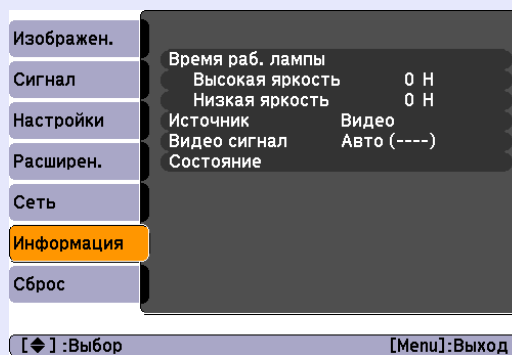 Изображен.
Сигнал
Настройки
Расширен.
Сеть
Информация
Сброс
Время раб. лампы
Высокая яркость 0 H
Низкая яркость 0 H
Источник Видео
Видео сигнал Авто (----)
Состояние
[◆] :Выбор [Menu]:Выход